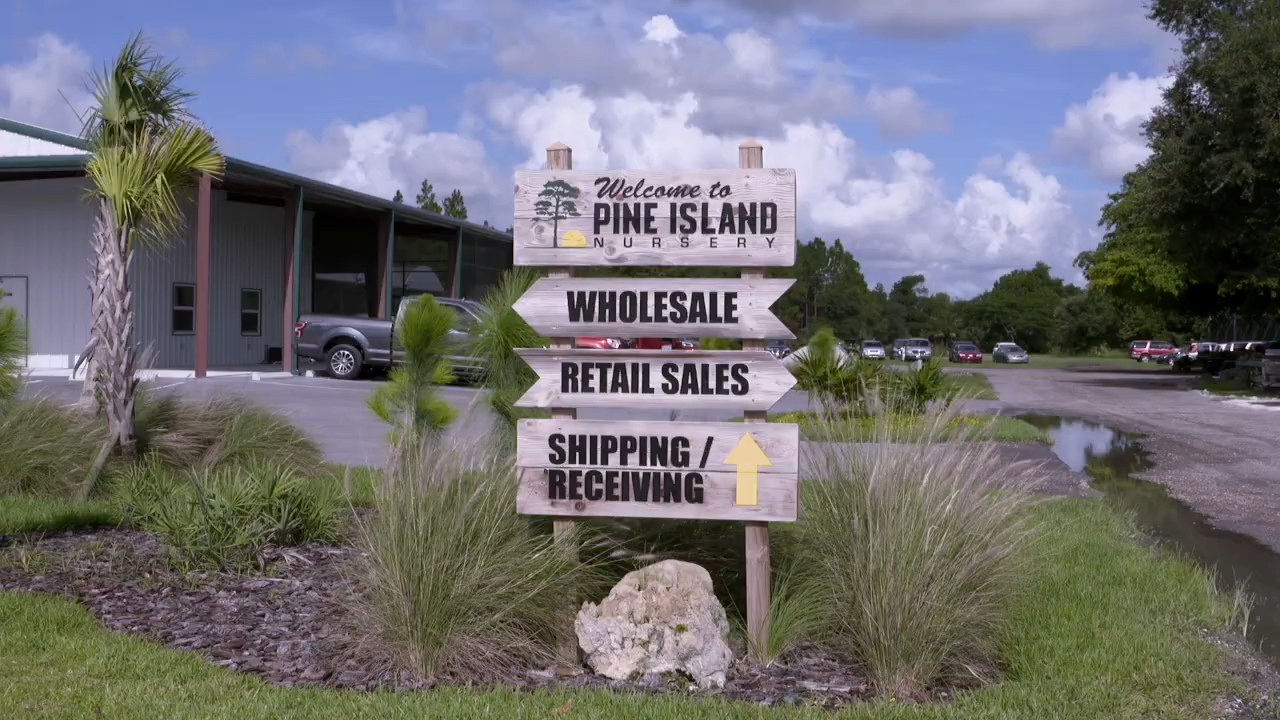 Welcome to
PINE ISLAND
NURSERY
WHOLESALE
RETAIL SALES
SHIPPING /
RECEIVING